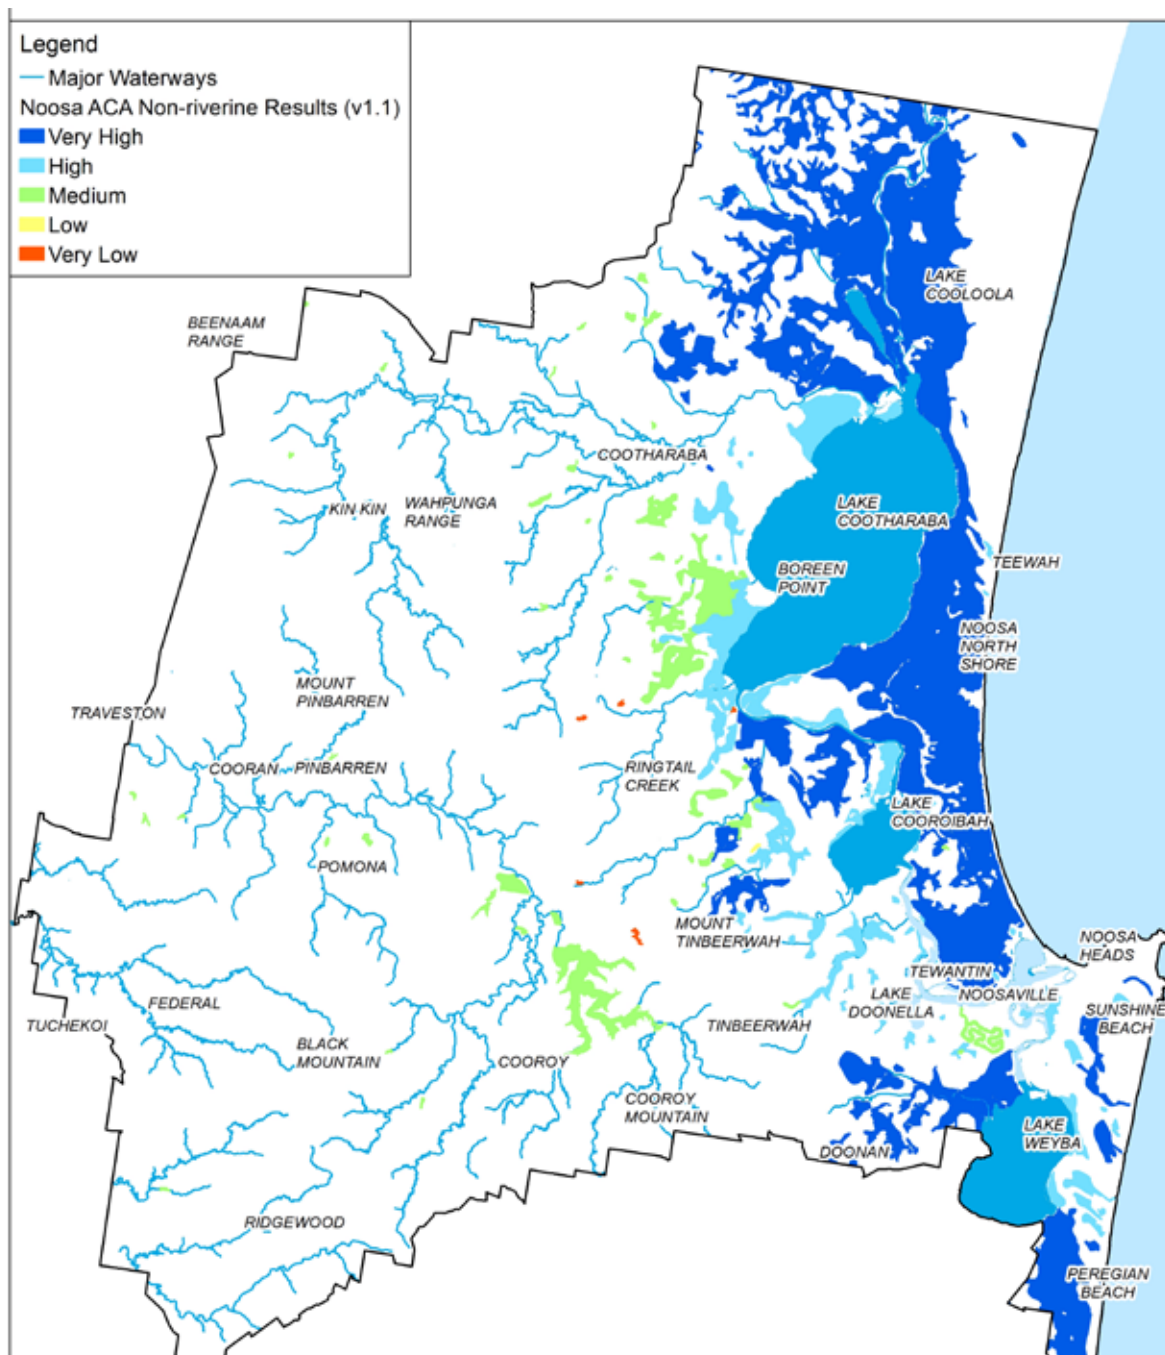 Legend
Major Waterways
Noosa ACA Non-riverine Results (v1.1)
Very High
High
Medium
Low
Very Low
LAKE
COOLOOLA
BEENAAM
RANGE
COOTHARABA
KIN KIN
WAHPUNGA
RANGE
LAKE
COOTHARABA
TEEWAH
BOREEN
POINT
NOOSA
NORTH
SHORE
MOUNT
PINBARREN
TRAVESTON
COORAN
PINBARREN
RINGTAIL
CREEK
LAKE
COOROIBAH
POMONA
MOUNT
TINBEERWAH
NOOSA
HEADS
TEWANTIN
LAKE
DOONELLA
NOOSAVILLE
SUNSHINE
BEACH
FEDERAL
TUCHEKOI
BLACK
MOUNTAIN
TINBEERWAH
COOROY
COOROY
MOUNTAIN
LAKE
WEYBA
DOONAN
RIDGEWOOD
PEREGIAN
BEACH